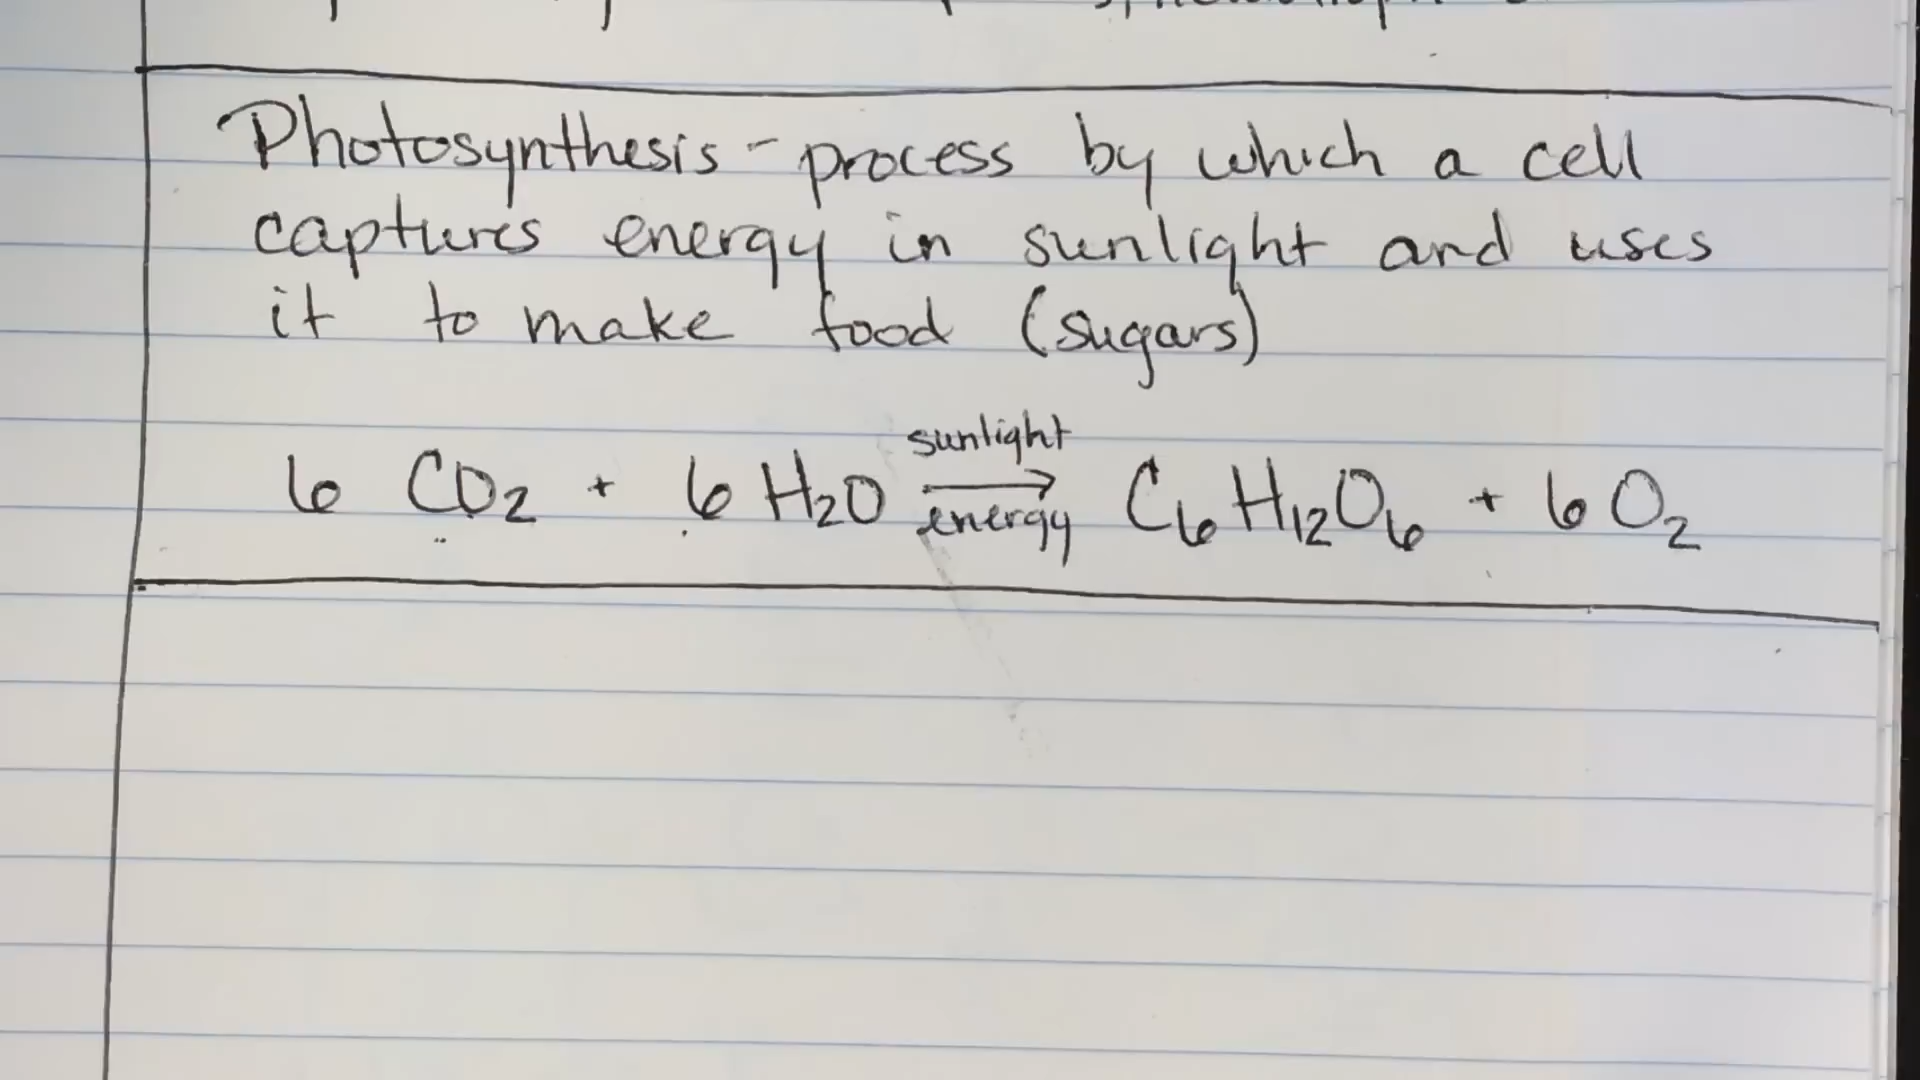 Photosynthesis - process by which a cell
captures energy in sunlight and uses
it to make food (sugars)
sunlight
6 CO2 + 6 H2O → C6H12O6 + 6 O2
energy